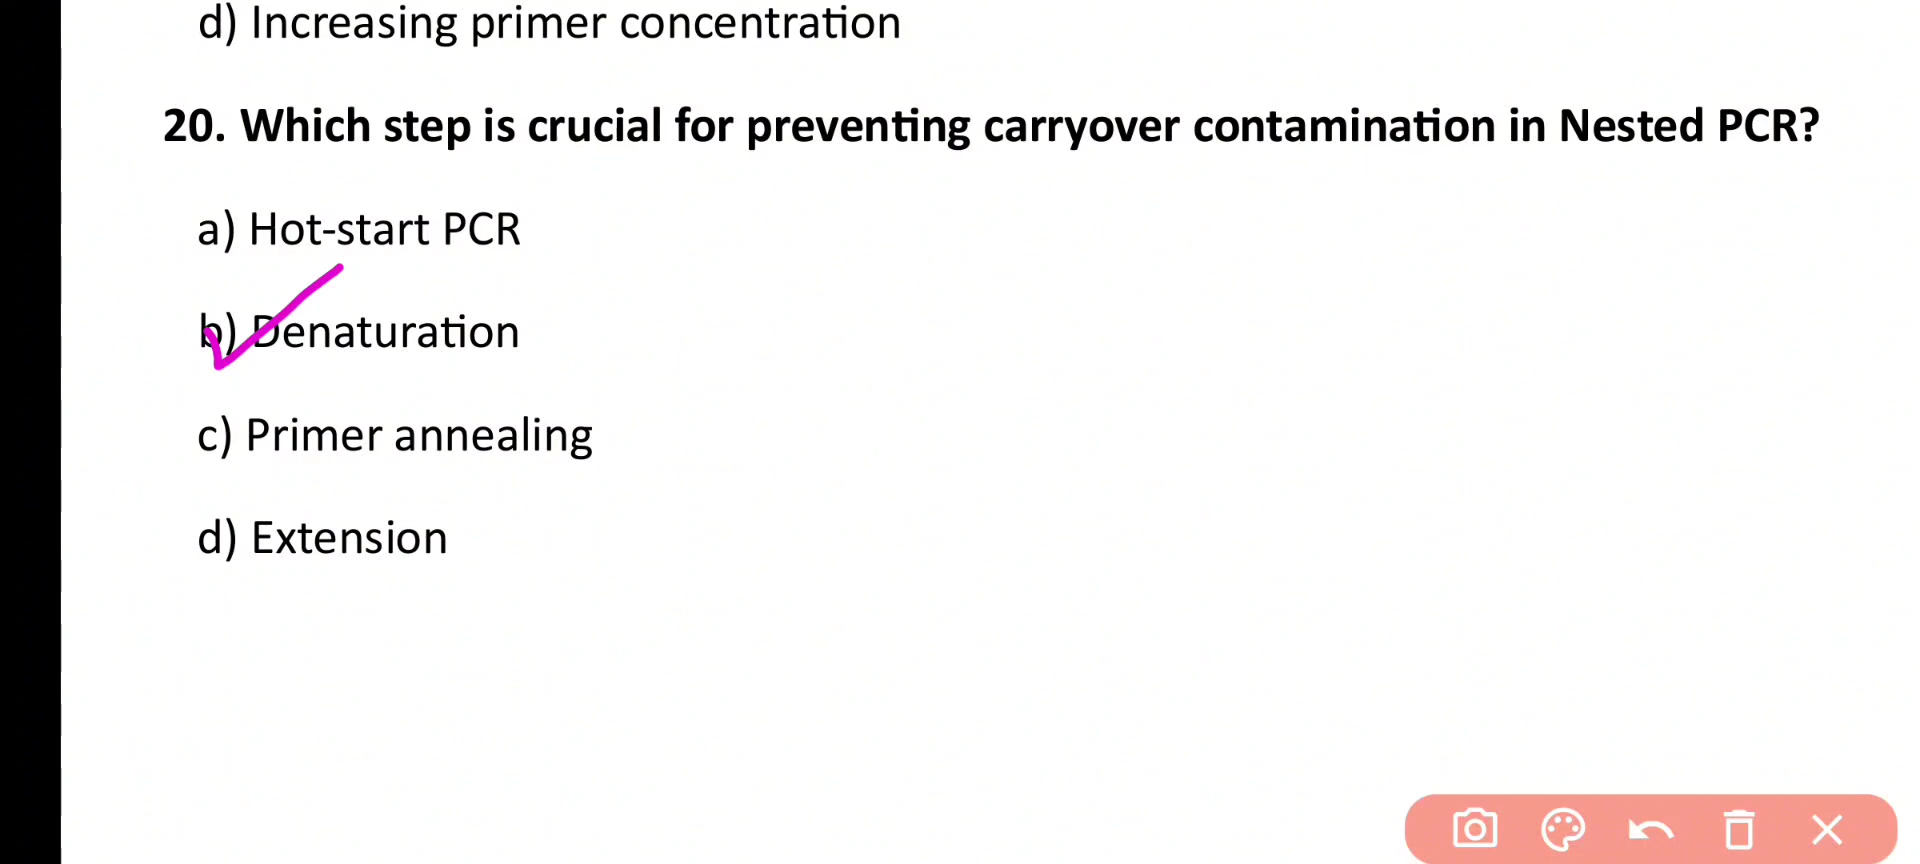 d) Increasing primer concentration
20. Which step is crucial for preventing carryover contamination in Nested PCR?
a) Hot-start PCR
b) Denaturation
c) Primer annealing
d) Extension